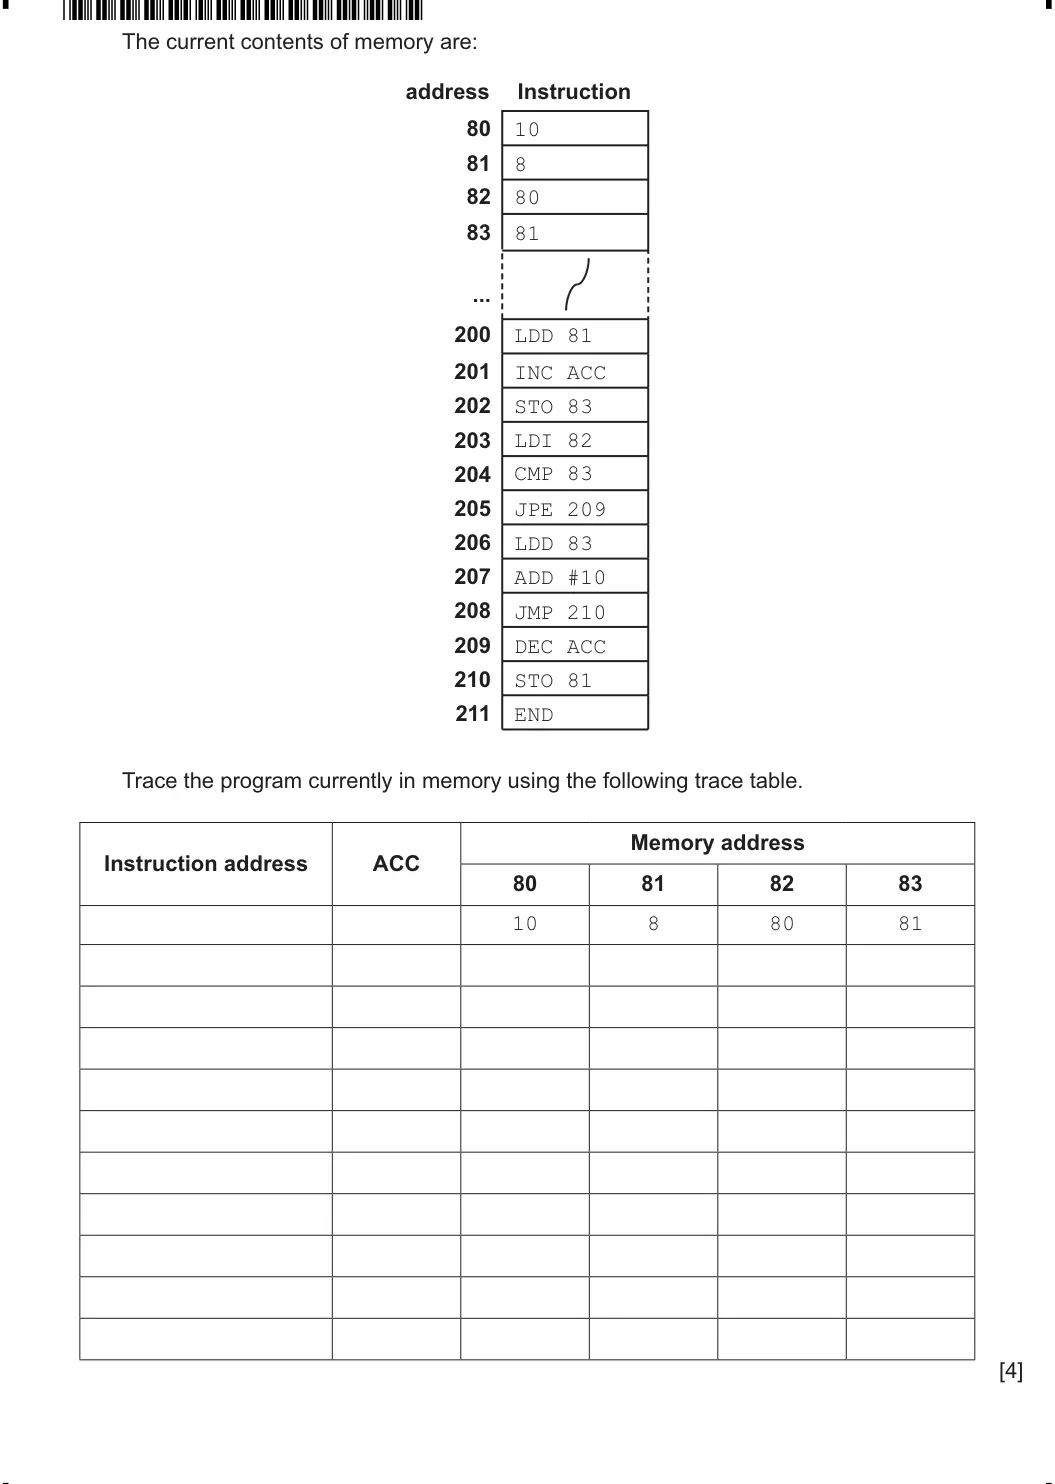 The current contents of memory are:
address Instruction
80 10
81 8
82 80
83 81
...
200 LDD 81
201 INC ACC
202 STO 83
203 LDI 82
204 CMP 83
205 JPE 209
206 LDD 83
207 ADD #10
208 JMP 210
209 DEC ACC
210 STO 81
211 END
Trace the program currently in memory using the following trace table.
Instruction address ACC Memory address
80 81 82 83
10 8 80 81
[4]